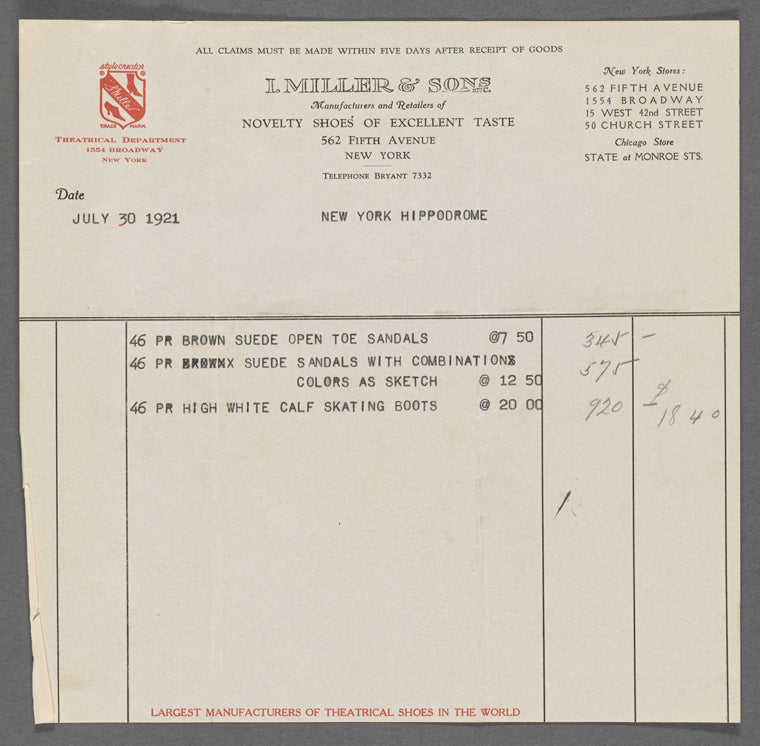 ALL CLAIMS MUST BE MADE WITHIN FIVE DAYS AFTER RECEIPT OF GOODS
stylecreator
I. Miller
TRADE MARK
THEATRICAL DEPARTMENT
1554 BROADWAY
NEW YORK
I. MILLER & SONS
Manufacturers and Retailers of
NOVELTY SHOES OF EXCELLENT TASTE
562 FIFTH AVENUE
NEW YORK
TELEPHONE BRYANT 7332
New York Stores:
562 FIFTH AVENUE
1554 BROADWAY
15 WEST 42nd STREET
50 CHURCH STREET
Chicago Store
STATE at MONROE STS.
Date
JULY 30 1921
NEW YORK HIPPODROME
46 PR BROWN SUEDE OPEN TOE SANDALS @7 50 345 —
46 PR SUEDE SANDALS WITH COMBINATION
COLORS AS SKETCH @ 12 50 575
46 PR HIGH WHITE CALF SKATING BOOTS @ 20 00 920 $ 1840
LARGEST MANUFACTURERS OF THEATRICAL SHOES IN THE WORLD